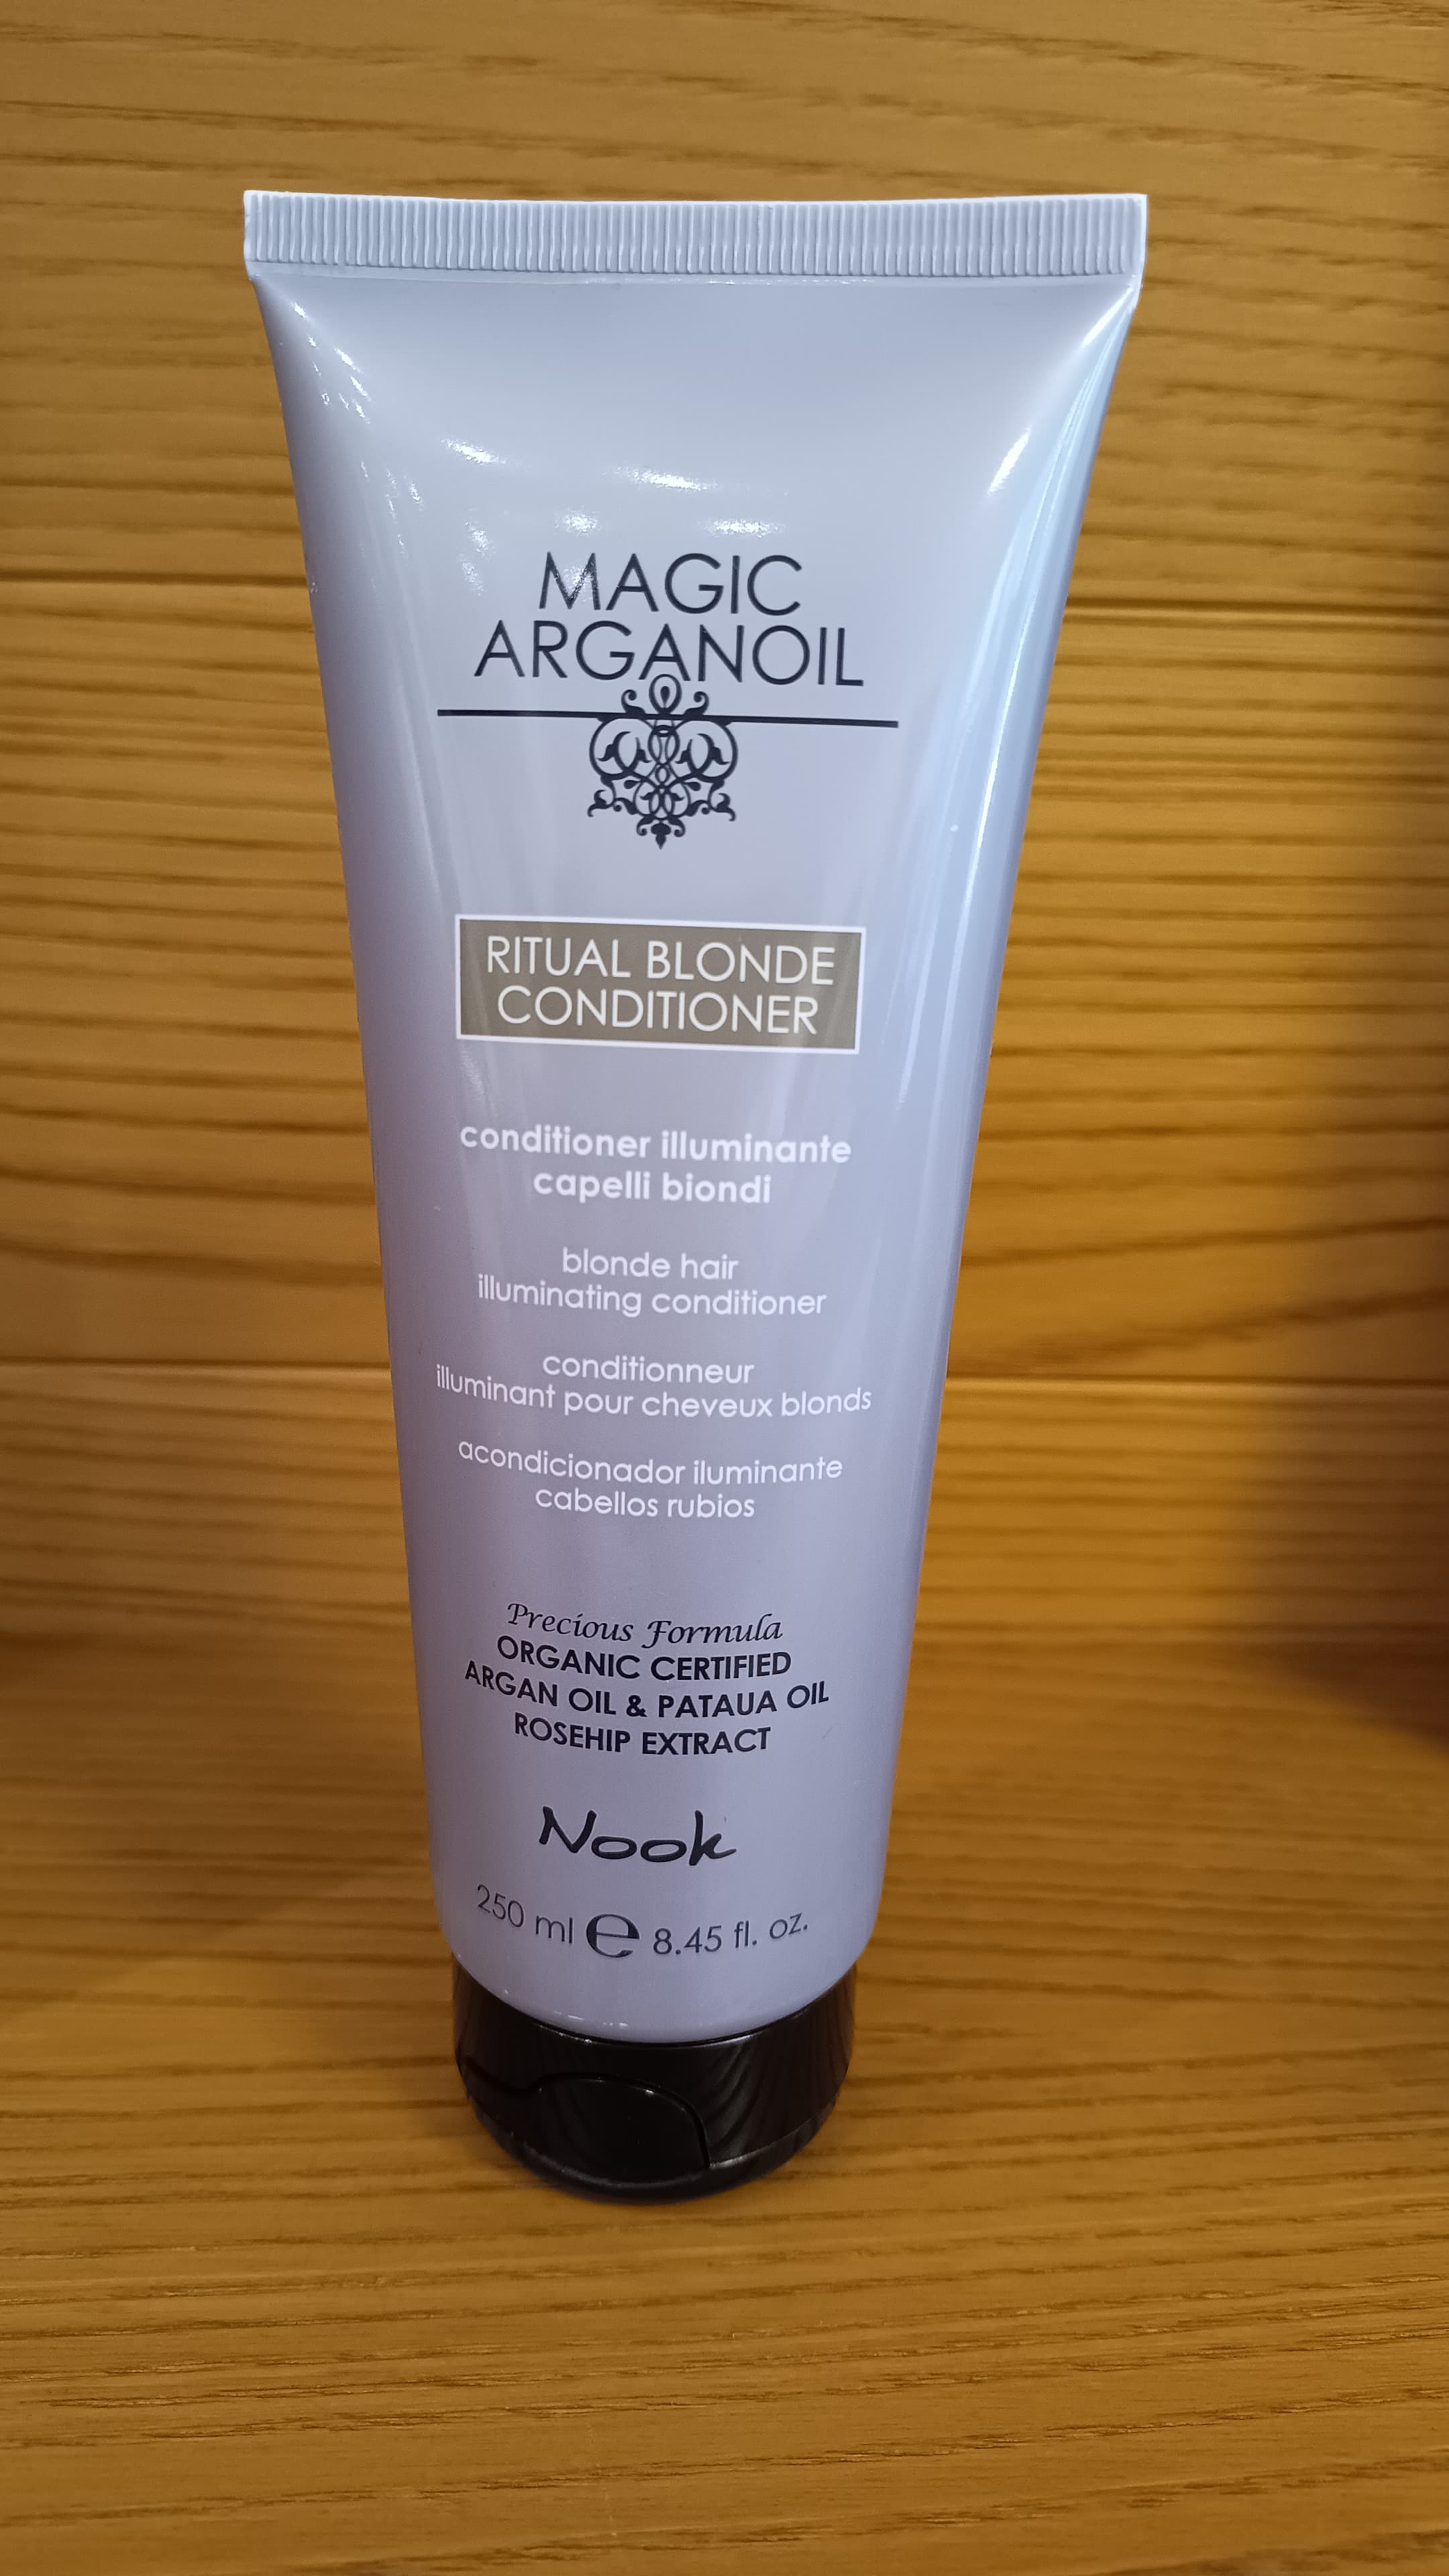 MAGIC
ARGANOIL
RITUAL BLONDE
CONDITIONER
conditioner illuminante
capelli biondi
blonde hair
illuminating conditioner
conditionneur
illuminant pour cheveux blonds
acondicionador iluminante
cabellos rubios
Precious Formula
ORGANIC CERTIFIED
ARGAN OIL & PATAUA OIL
ROSEHIP EXTRACT
Nook
250 ml e 8.45 fl. oz.